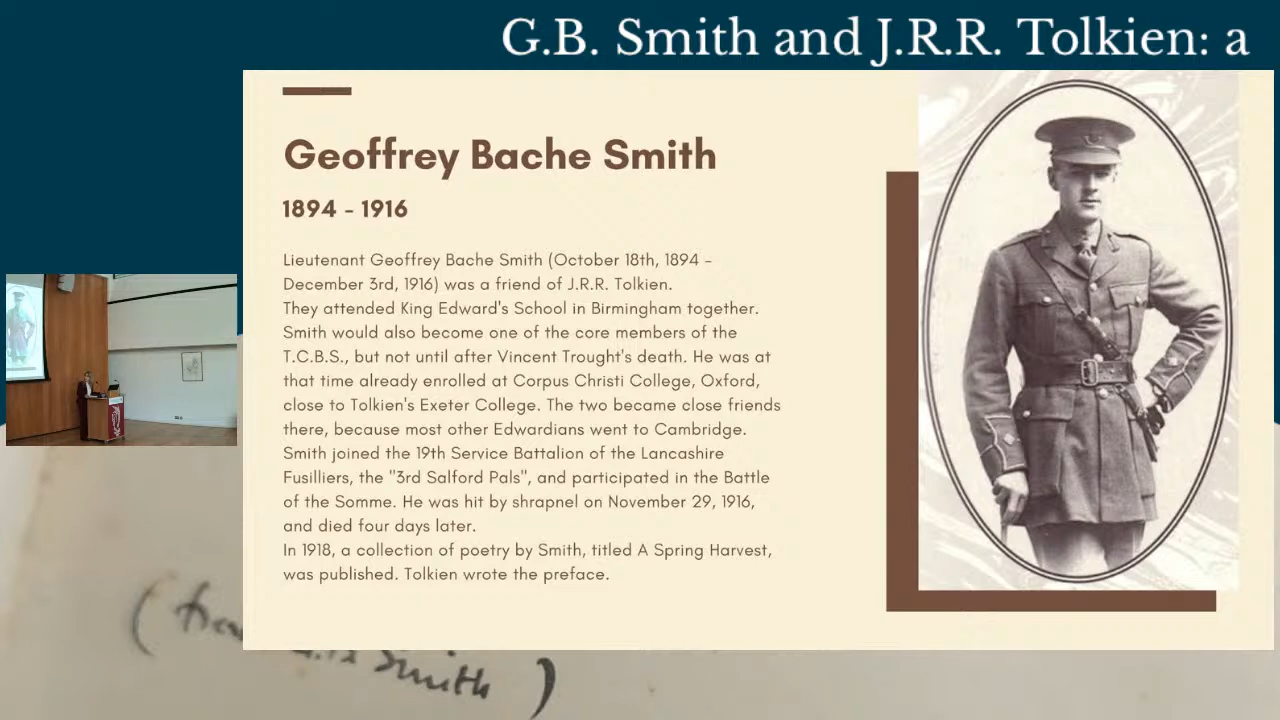 G.B. Smith and J.R.R. Tolkien: a
Geoffrey Bache Smith
1894 - 1916
Lieutenant Geoffrey Bache Smith (October 18th, 1894 -
December 3rd, 1916) was a friend of J.R.R. Tolkien.
They attended King Edward's School in Birmingham together.
Smith would also become one of the core members of the
T.C.B.S., but not until after Vincent Trought's death. He was at
that time already enrolled at Corpus Christi College, Oxford,
close to Tolkien's Exeter College. The two became close friends
there, because most other Edwardians went to Cambridge.
Smith joined the 19th Service Battalion of the Lancashire
Fusilliers, the "3rd Salford Pals", and participated in the Battle
of the Somme. He was hit by shrapnel on November 29, 1916,
and died four days later.
In 1918, a collection of poetry by Smith, titled A Spring Harvest,
was published. Tolkien wrote the preface.
(
Smith )